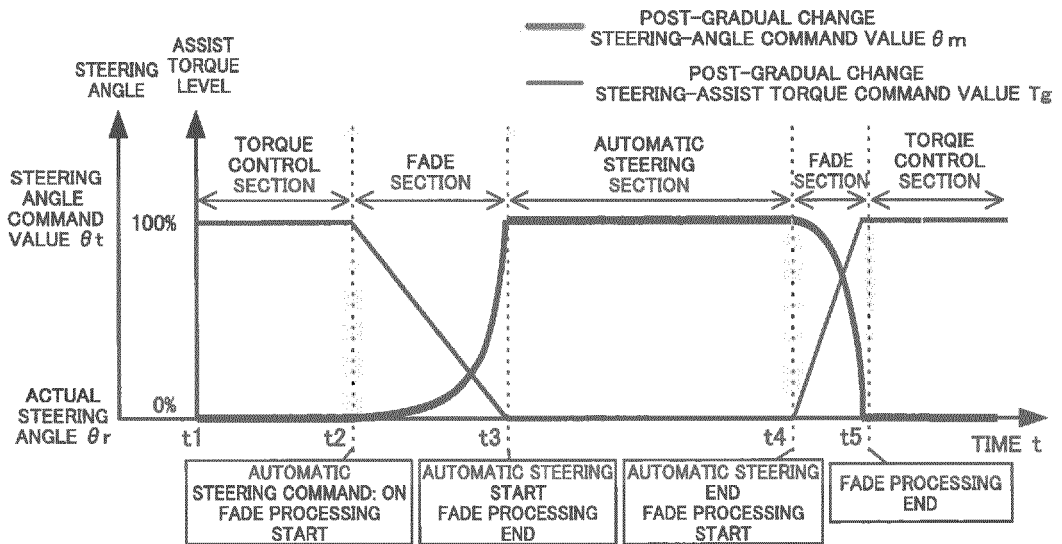 POST-GRADUAL CHANGE
STEERING-ANGLE COMMAND VALUE θm
POST-GRADUAL CHANGE
STEERING-ASSIST TORQUE COMMAND VALUE Tg
STEERING
ANGLE
ASSIST
TORQUE
LEVEL
TORQUE
CONTROL
SECTION
FADE
SECTION
AUTOMATIC
STEERING
SECTION
FADE
SECTION
TORQIE
CONTROL
SECTION
STEERING
ANGLE
COMMAND
VALUE θt
100%
ACTUAL
STEERING
ANGLE θr
0%
t1
t2
t3
t4
t5
TIME t
AUTOMATIC
STEERING COMMAND: ON
FADE PROCESSING
START
AUTOMATIC STEERING
START
FADE PROCESSING
END
AUTOMATIC STEERING
END
FADE PROCESSING
START
FADE PROCESSING
END